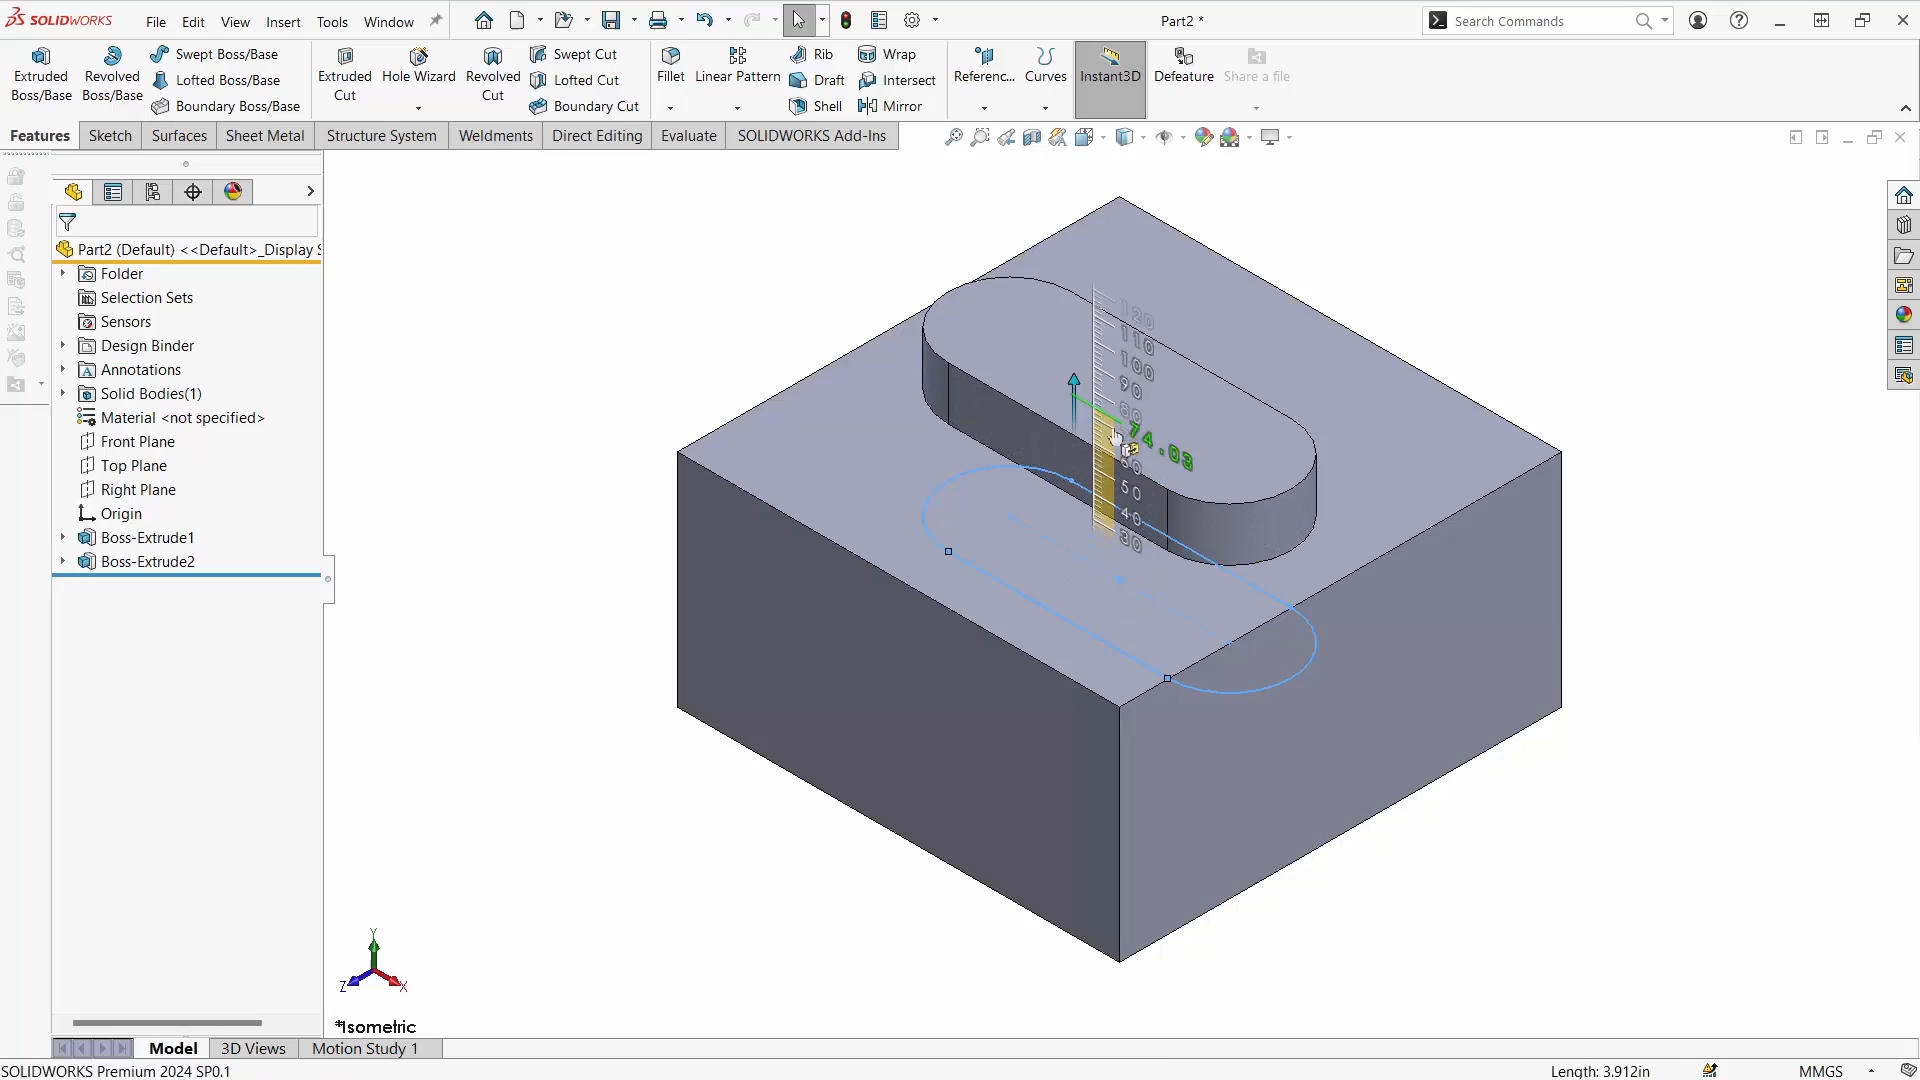 SOLIDWORKS File Edit View Insert Tools Window Part2 * Search Commands
Extruded Boss/Base
Revolved Boss/Base
Swept Boss/Base
Lofted Boss/Base
Boundary Boss/Base
Extruded Cut
Hole Wizard
Revolved Cut
Swept Cut
Lofted Cut
Boundary Cut
Fillet
Linear Pattern
Rib
Draft
Shell
Wrap
Intersect
Mirror
Referenc...
Curves
Instant3D
Defeature
Share a file
Features Sketch Surfaces Sheet Metal Structure System Weldments Direct Editing Evaluate SOLIDWORKS Add-Ins
Part2 (Default) <<Default>_Display S
Folder
Selection Sets
Sensors
Design Binder
Annotations
Solid Bodies(1)
Material <not specified>
Front Plane
Top Plane
Right Plane
Origin
Boss-Extrude1
Boss-Extrude2
120
110
100
90
80
74.03
60
50
40
30
Y
Z X
*Isometric
Model 3D Views Motion Study 1
SOLIDWORKS Premium 2024 SP0.1 Length: 3.912in MMGS